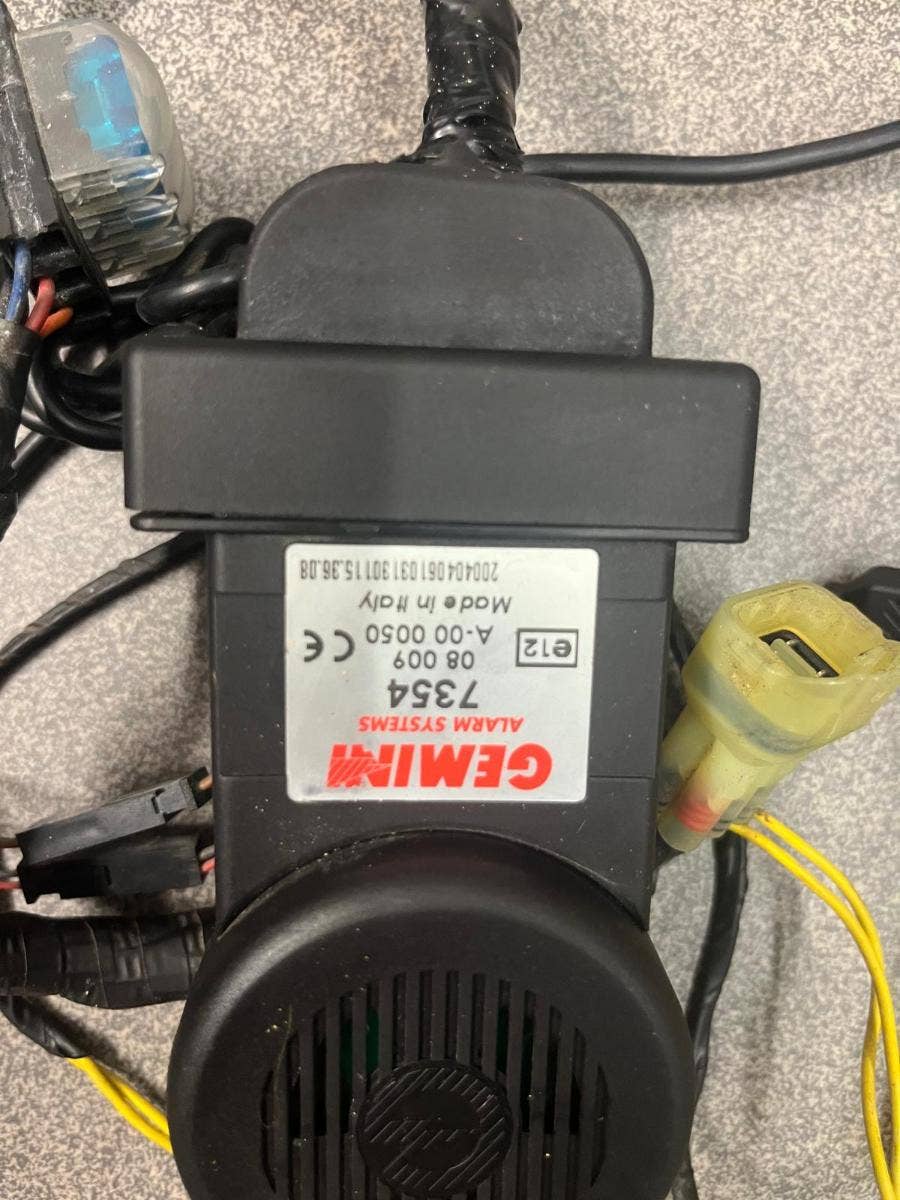 GEMINI
ALARM SYSTEMS
7354
08 009
e12
A-00 0050
CE
Made in Italy
20040406103130115.36.08